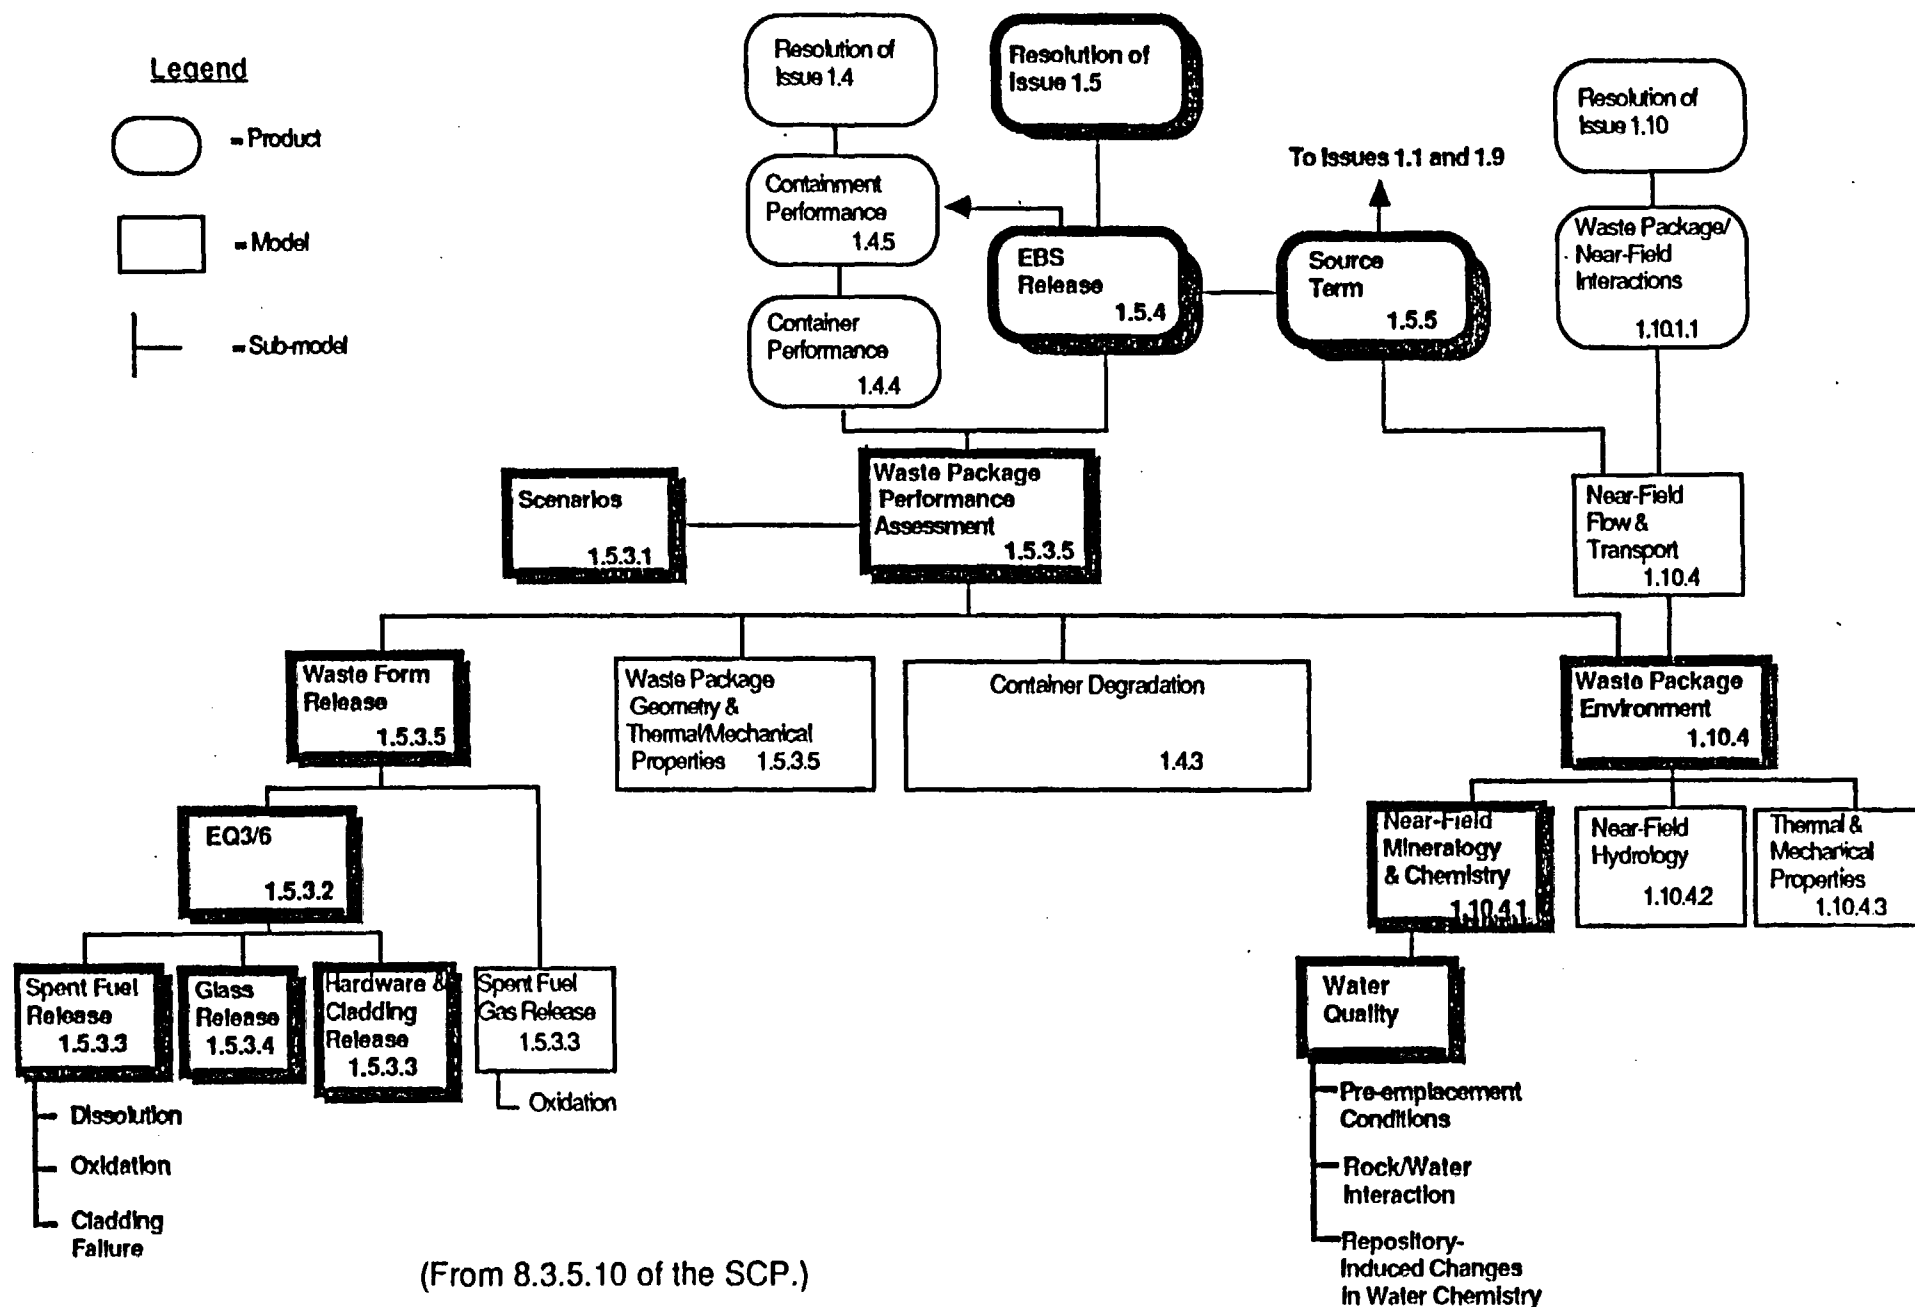 Legend
= Product
= Model
= Sub-model
Resolution of
Issue 1.4
Resolution of
Issue 1.5
Resolution of
Issue 1.10
To Issues 1.1 and 1.9
Containment
Performance
1.4.5
EBS
Release
1.5.4
Source
Term
1.5.5
Waste Package/
Near-Field
Interactions
1.10.1.1
Container
Performance
1.4.4
Scenarios
1.5.3.1
Waste Package
Performance
Assessment
1.5.3.5
Near-Field
Flow &
Transport
1.10.4
Waste Form
Release
1.5.3.5
Waste Package
Geometry &
Thermal/Mechanical
Properties 1.5.3.5
Container Degradation
1.4.3
Waste Package
Environment
1.10.4
EQ3/6
1.5.3.2
Near-Field
Mineralogy
& Chemistry
1.10.4.1
Near-Field
Hydrology
1.10.4.2
Thermal &
Mechanical
Properties
1.10.4.3
Spent Fuel
Release
1.5.3.3
Glass
Release
1.5.3.4
Hardware &
Cladding
Release
1.5.3.3
Spent Fuel
Gas Release
1.5.3.3
Water
Quality
Dissolution
Oxidation
Cladding
Failure
Oxidation
Pre-emplacement
Conditions
Rock/Water
Interaction
Repository-
Induced Changes
in Water Chemistry
(From 8.3.5.10 of the SCP.)